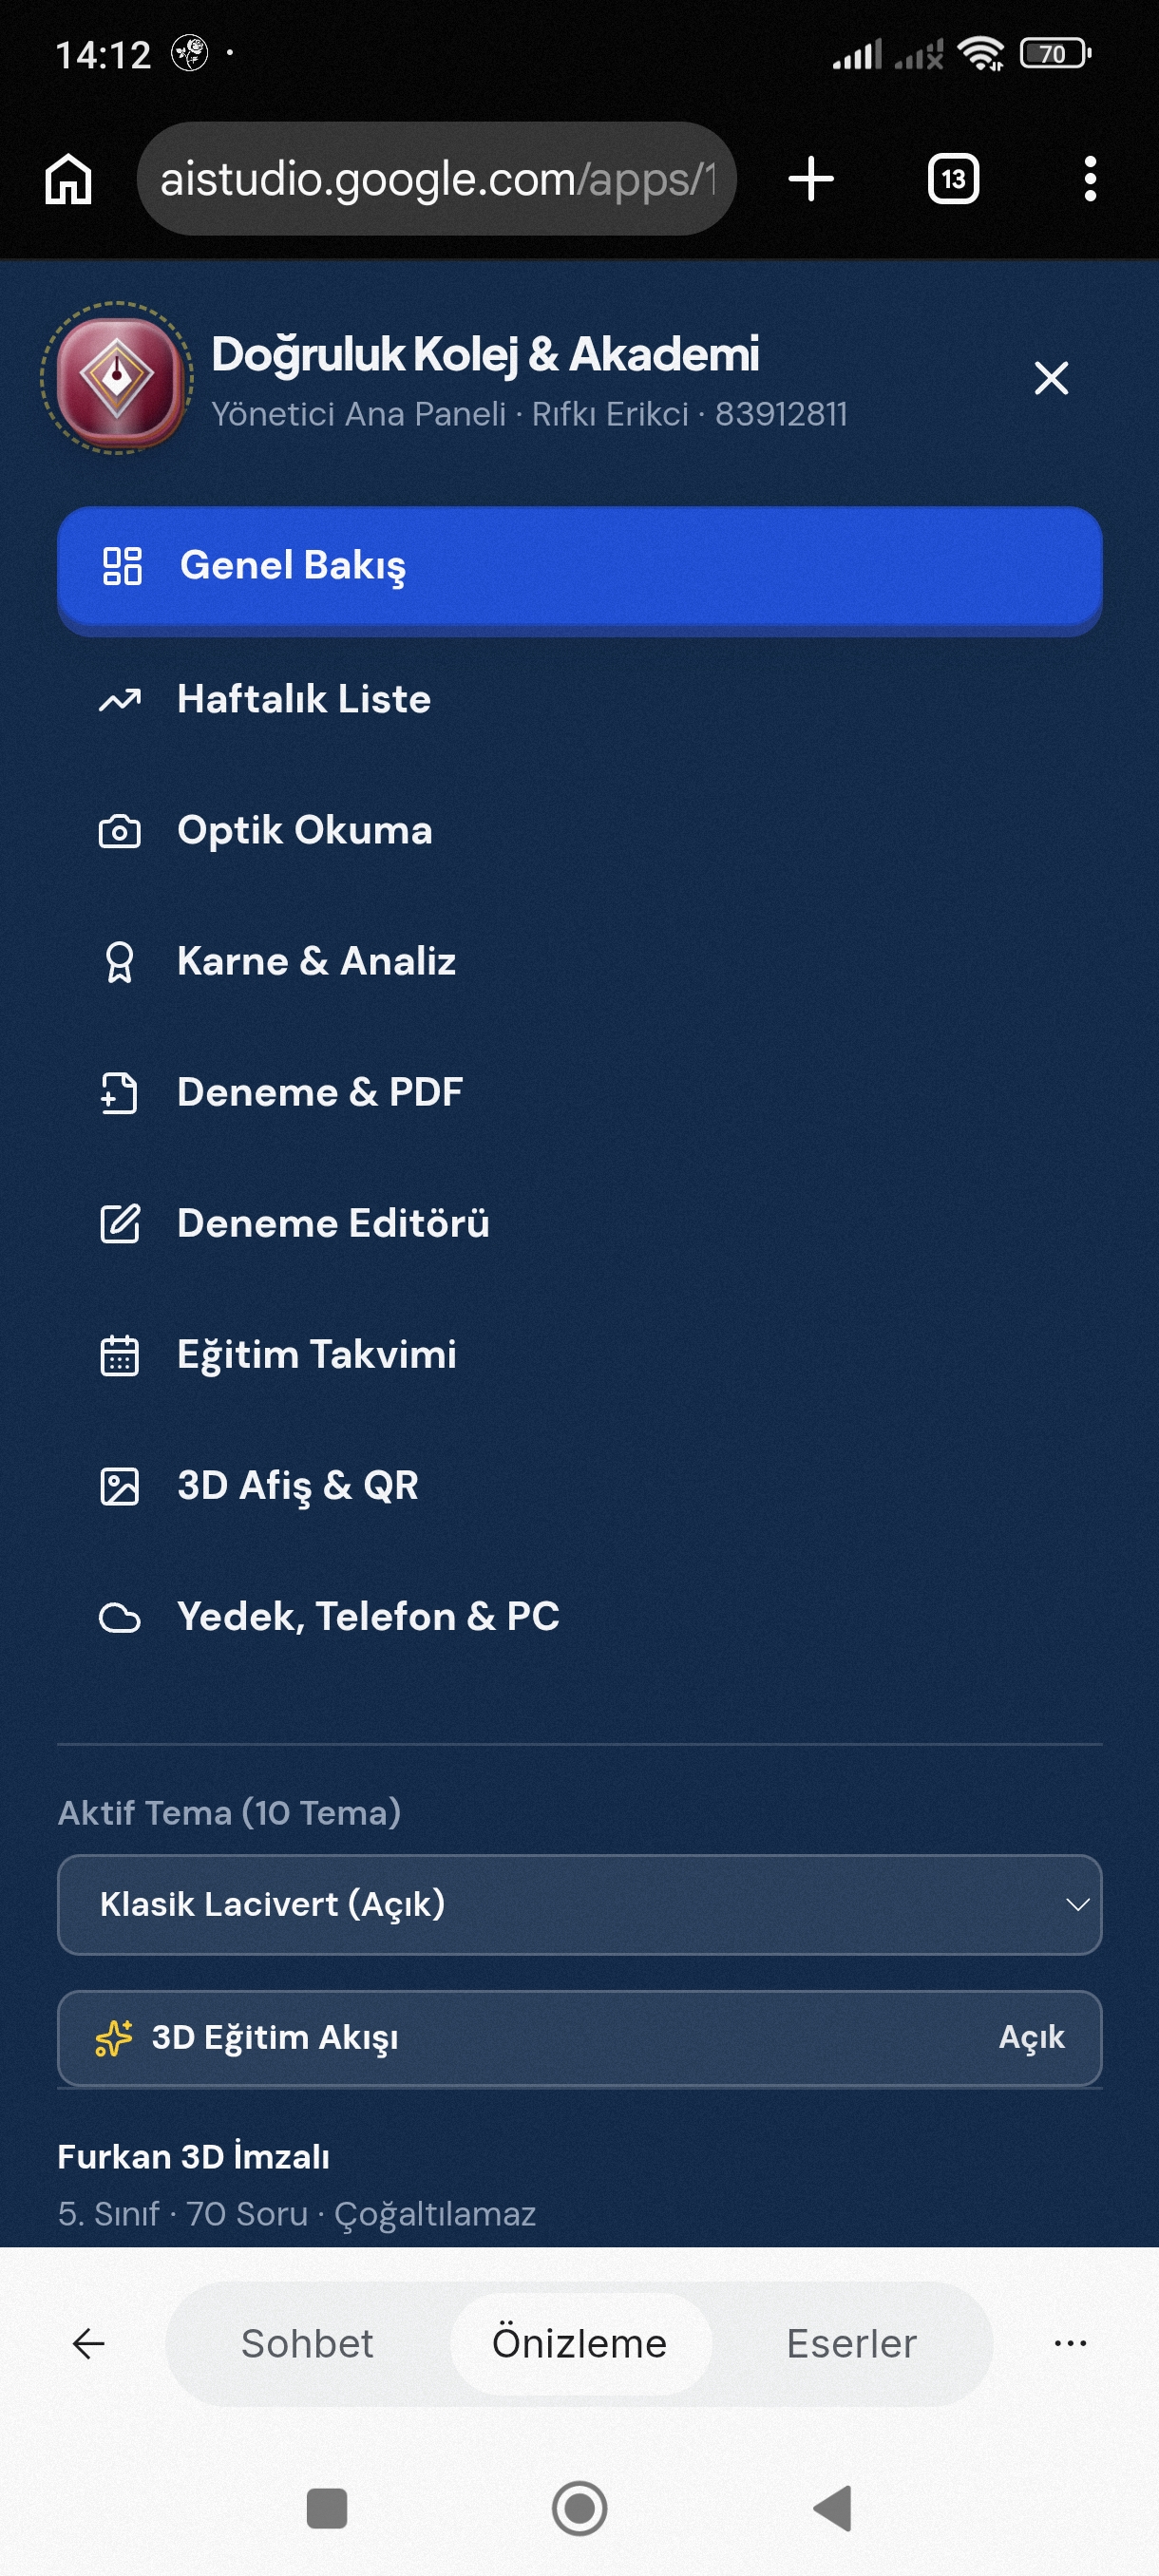 14:12
70
aistudio.google.com/apps/1
13
Doğruluk Kolej & Akademi
Yönetici Ana Paneli · Rıfkı Erikci · 83912811
Genel Bakış
Haftalık Liste
Optik Okuma
Karne & Analiz
Deneme & PDF
Deneme Editörü
Eğitim Takvimi
3D Afiş & QR
Yedek, Telefon & PC
Aktif Tema (10 Tema)
Klasik Lacivert (Açık)
3D Eğitim Akışı Açık
Furkan 3D İmzalı
5. Sınıf · 70 Soru · Çoğaltılamaz
Sohbet Önizleme Eserler